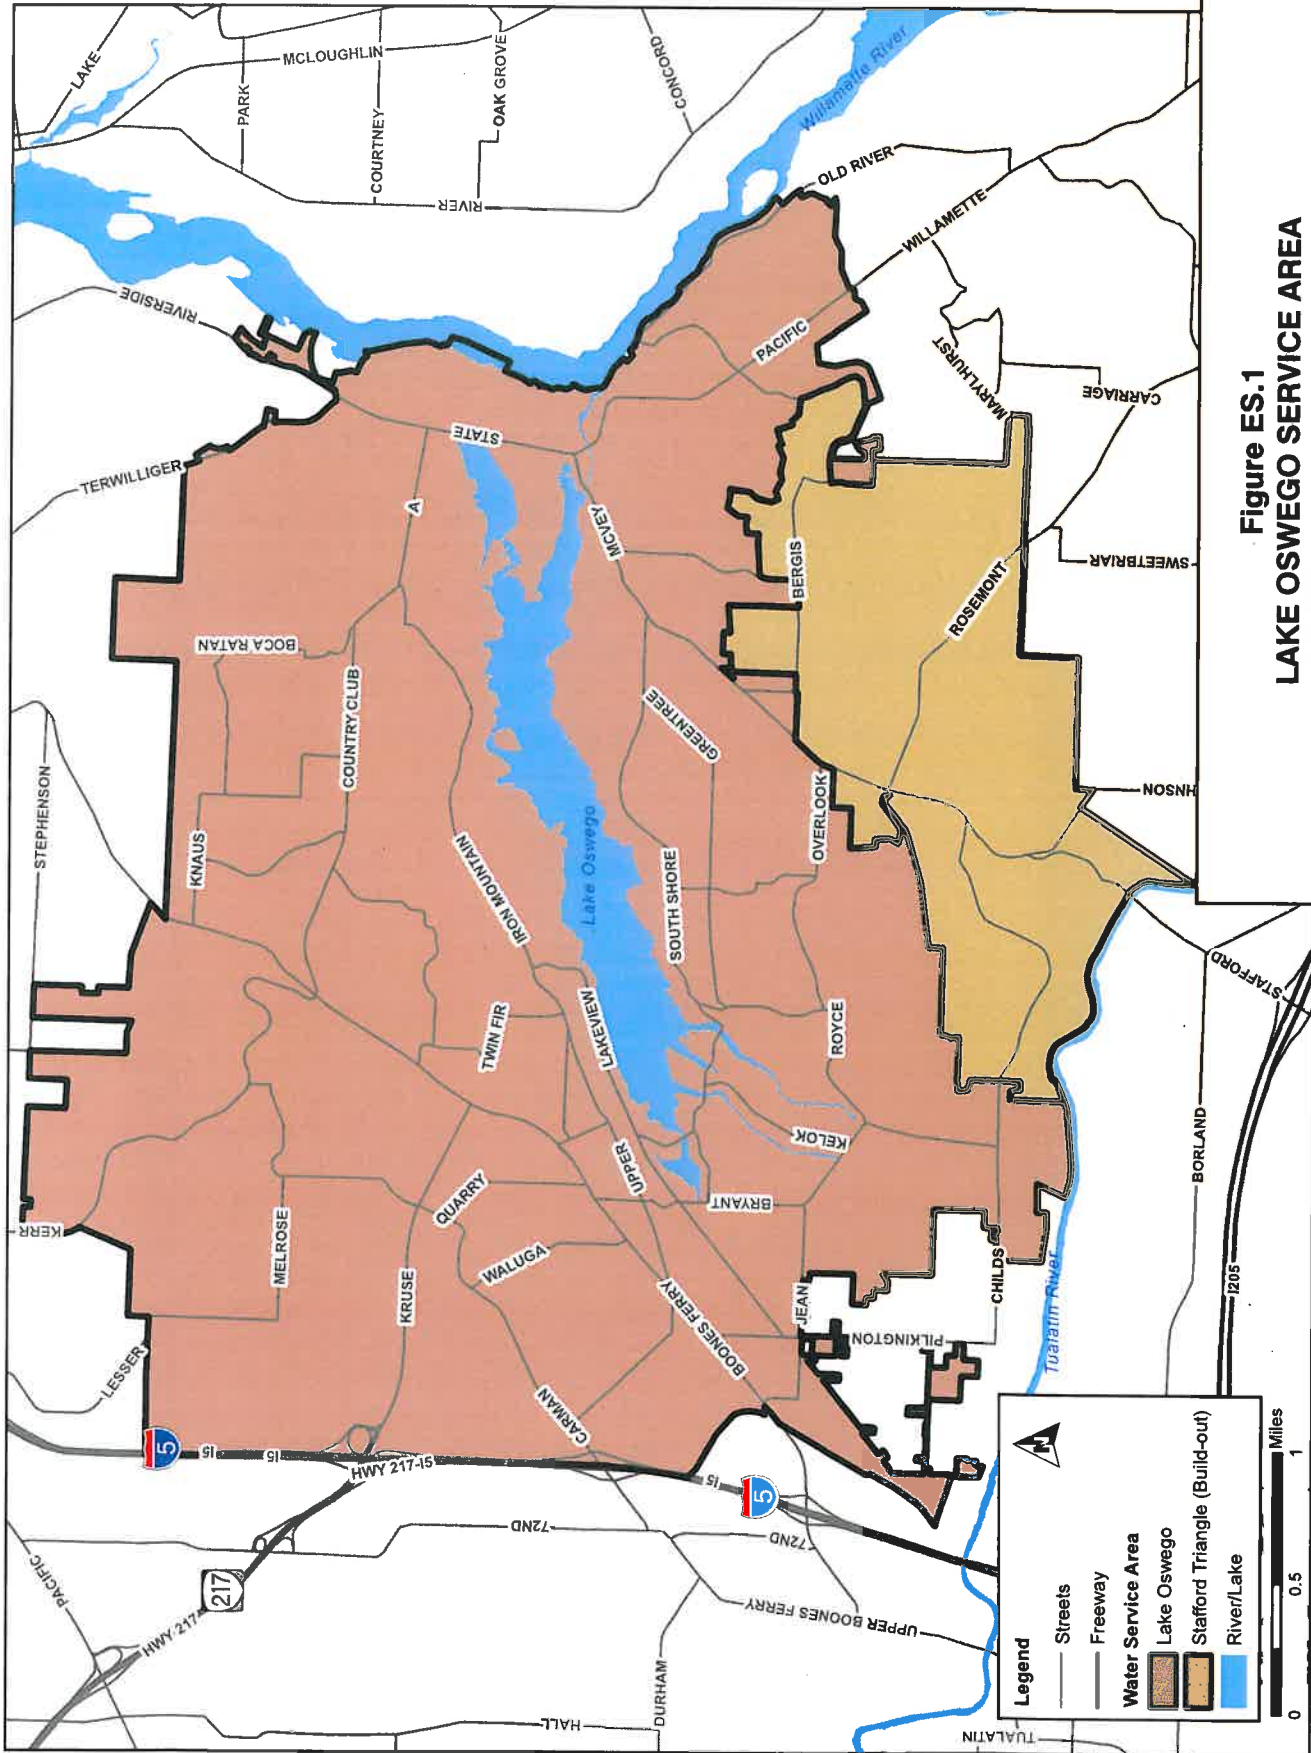 PACIFIC
HWY 217
217
HALL
DURHAM
TUALATIN
UPPER BOONES FERRY
72ND
72ND
HWY 217-I5
I5
I5
5
I5
5
LESSER
KERR
MELROSE
KRUSE
QUARRY
WALUGA
CARMAN
BOONES FERRY
UPPER
JEAN
PILKINGTON
CHILDS
BRYANT
KELOK
ROYCE
TWIN FIR
LAKEVIEW
IRON MOUNTAIN
SOUTH SHORE
Lake Oswego
OVERLOOK
GREENTREE
STEPHENSON
KNAUS
COUNTRY CLUB
BOCA RATAN
TERWILLIGER
A
STATE
MCVEY
BERGIS
ROSEMONT
RIVERSIDE
PACIFIC
WILLAMETTE
OLD RIVER
Willamette River
MARYLHURST
CARRIAGE
SWEETBRIAR
HNSON
STAFFORD
BORLAND
I205
Tualatin River
LAKE
PARK
MCLOUGHLIN
COURTNEY
OAK GROVE
RIVER
CONCORD
Legend
Streets
Freeway
Water Service Area
Lake Oswego
Stafford Triangle (Build-out)
River/Lake
N
0 0.5 1
Miles
Figure ES.1
LAKE OSWEGO SERVICE AREA